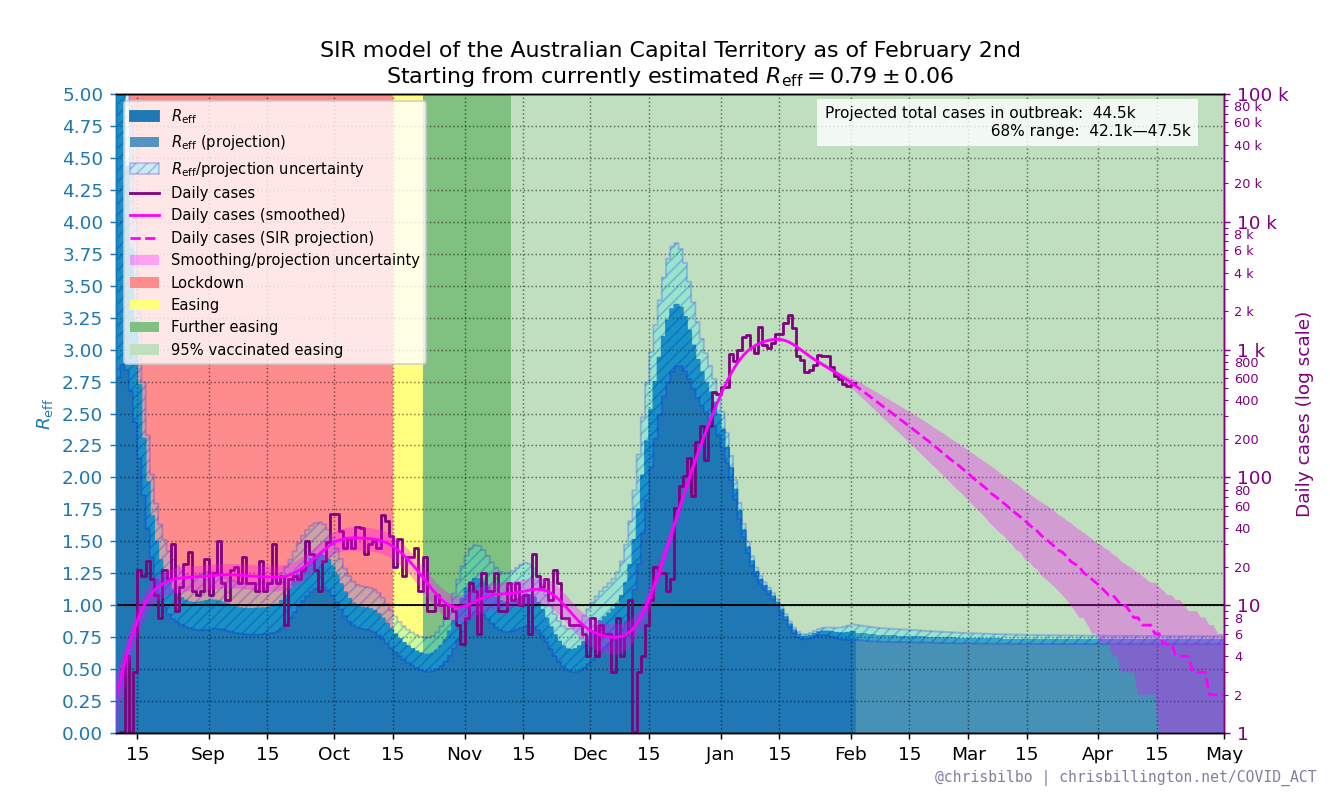 SIR model of the Australian Capital Territory as of February 2nd
Starting from currently estimated Reff = 0.79 ± 0.06
Projected total cases in outbreak: 44.5k
68% range: 42.1k—47.5k
Reff
Reff (projection)
Reff/projection uncertainty
Daily cases
Daily cases (smoothed)
Daily cases (SIR projection)
Smoothing/projection uncertainty
Lockdown
Easing
Further easing
95% vaccinated easing
Reff
5.00
4.75
4.50
4.25
4.00
3.75
3.50
3.25
3.00
2.75
2.50
2.25
2.00
1.75
1.50
1.25
1.00
0.75
0.50
0.25
0.00
100 k
80 k
60 k
40 k
20 k
10 k
8 k
6 k
4 k
2 k
1 k
800
600
400
200
100
80
60
40
20
10
8
6
4
2
1
Daily cases (log scale)
15 Sep 15 Oct 15 Nov 15 Dec 15 Jan 15 Feb 15 Mar 15 Apr 15 May
@chrisbilbo | chrisbillington.net/COVID_ACT